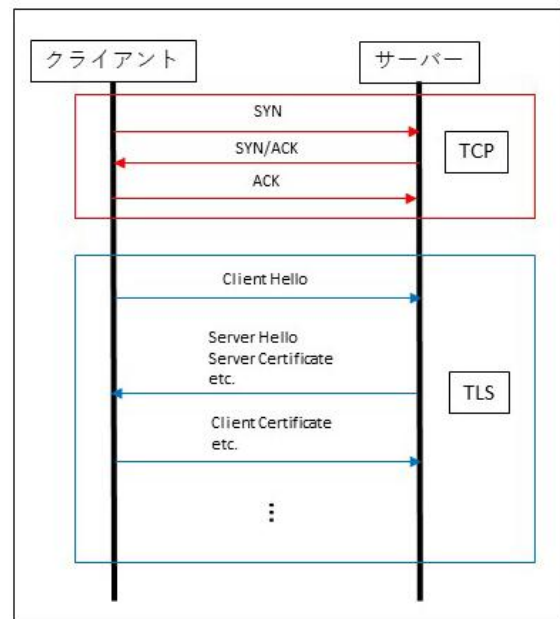 クライアント
サーバー
SYN
SYN/ACK
TCP
ACK
Client Hello
Server Hello
Server Certificate
etc.
TLS
Client Certificate
etc.